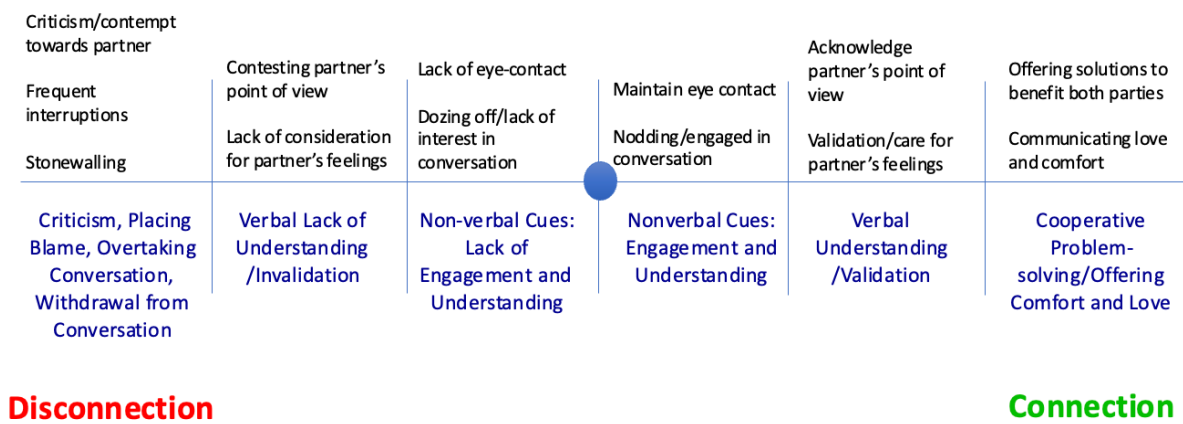 Criticism/contempt
towards partner
Frequent
interruptions
Stonewalling
Contesting partner's
point of view
Lack of consideration
for partner's feelings
Lack of eye-contact
Dozing off/lack of
interest in
conversation
Maintain eye contact
Nodding/engaged in
conversation
Acknowledge
partner's point of
view
Validation/care for
partner's feelings
Offering solutions to
benefit both parties
Communicating love
and comfort
Criticism, Placing
Blame, Overtaking
Conversation,
Withdrawal from
Conversation
Verbal Lack of
Understanding
/Invalidation
Non-verbal Cues:
Lack of
Engagement and
Understanding
Nonverbal Cues:
Engagement and
Understanding
Verbal
Understanding
/Validation
Cooperative
Problem-
solving/Offering
Comfort and Love
Disconnection
Connection